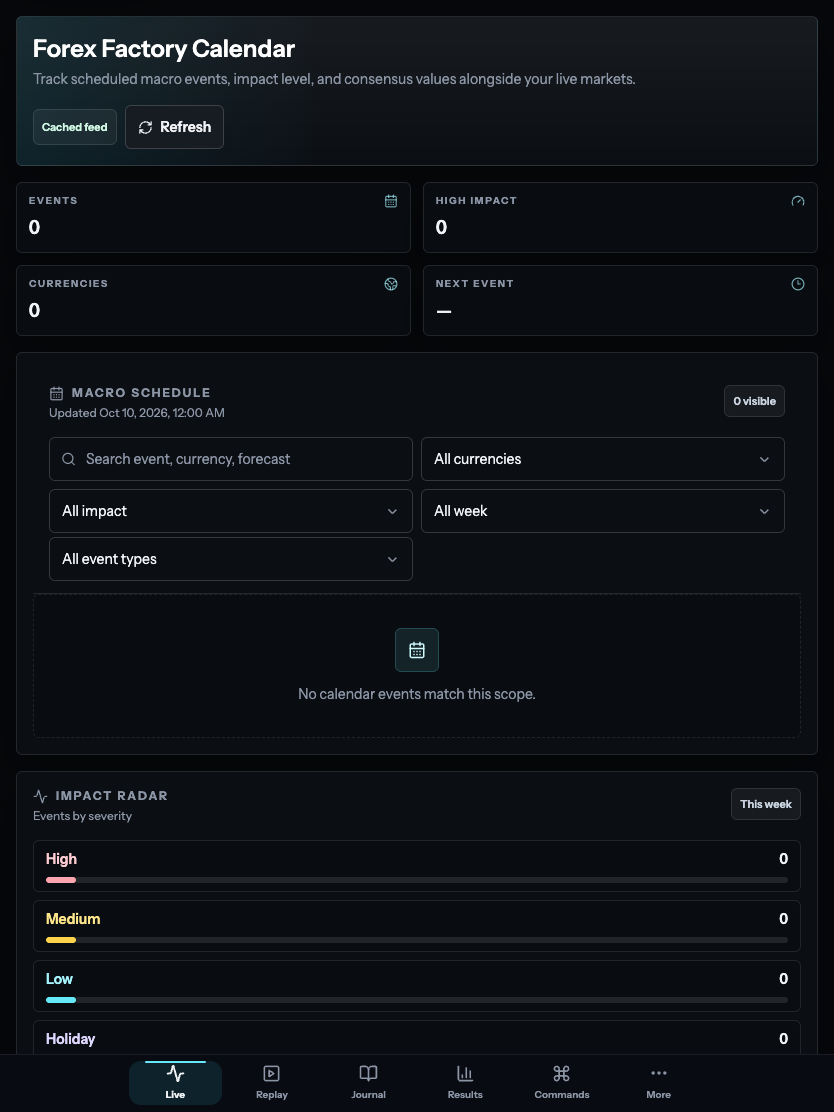 Forex Factory Calendar
Track scheduled macro events, impact level, and consensus values alongside your live markets.
Cached feed
Refresh
EVENTS
0
HIGH IMPACT
0
CURRENCIES
0
NEXT EVENT
—
MACRO SCHEDULE
Updated Oct 10, 2026, 12:00 AM
0 visible
Search event, currency, forecast
All currencies
All impact
All week
All event types
No calendar events match this scope.
IMPACT RADAR
Events by severity
This week
High 0
Medium 0
Low 0
Holiday 0
Live
Replay
Journal
Results
Commands
More